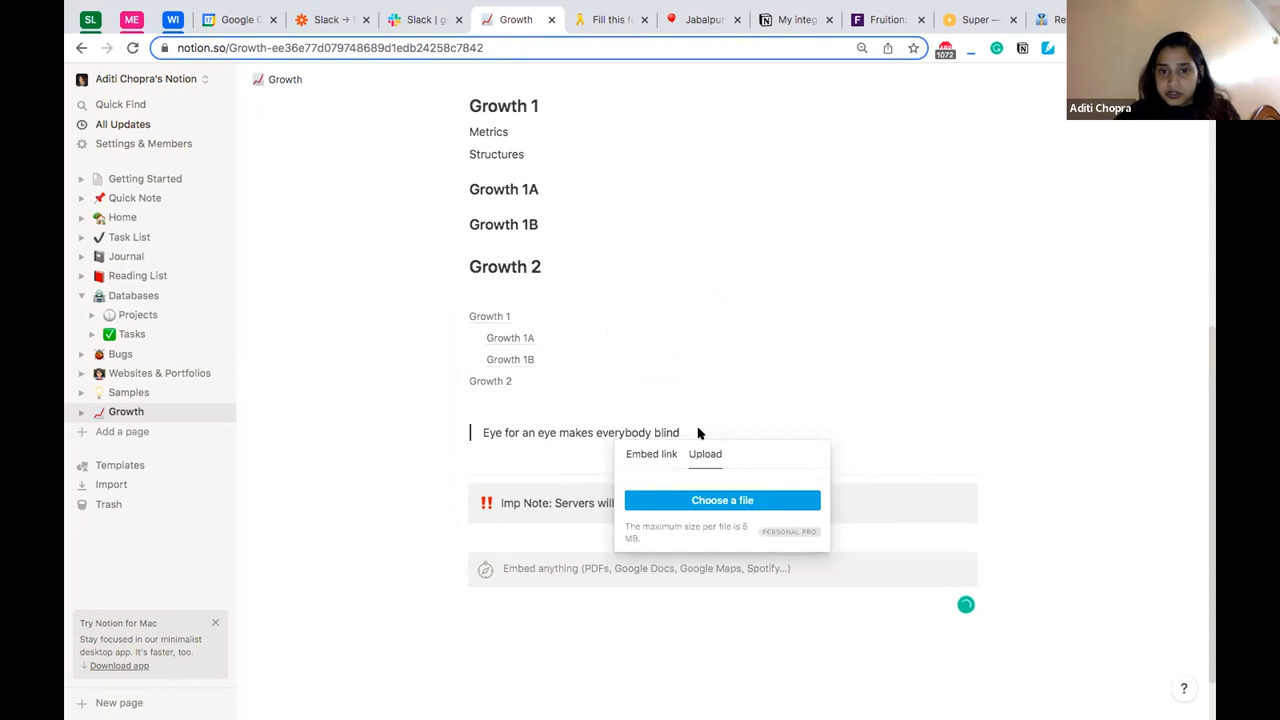 SL
ME
WI
Google C
Slack → 
Slack | g
Growth
Fill this f
Jabalpur
My integ
Fruition:
Super —
Re
notion.so/Growth-ee36e77d079748689d1edb24258c7842
1072
Aditi Chopra
Aditi Chopra's Notion
Growth
Quick Find
All Updates
Settings & Members
Getting Started
Quick Note
Home
Task List
Journal
Reading List
Databases
Projects
Tasks
Bugs
Websites & Portfolios
Samples
Growth
Add a page
Templates
Import
Trash
Try Notion for Mac
Stay focused in our minimalist
desktop app. It's faster, too.
Download app
New page
Growth 1
Metrics
Structures
Growth 1A
Growth 1B
Growth 2
Growth 1
Growth 1A
Growth 1B
Growth 2
Eye for an eye makes everybody blind
Embed link Upload
Choose a file
The maximum size per file is 5
MB.
PERSONAL PRO
Imp Note: Servers will
Embed anything (PDFs, Google Docs, Google Maps, Spotify...)
?